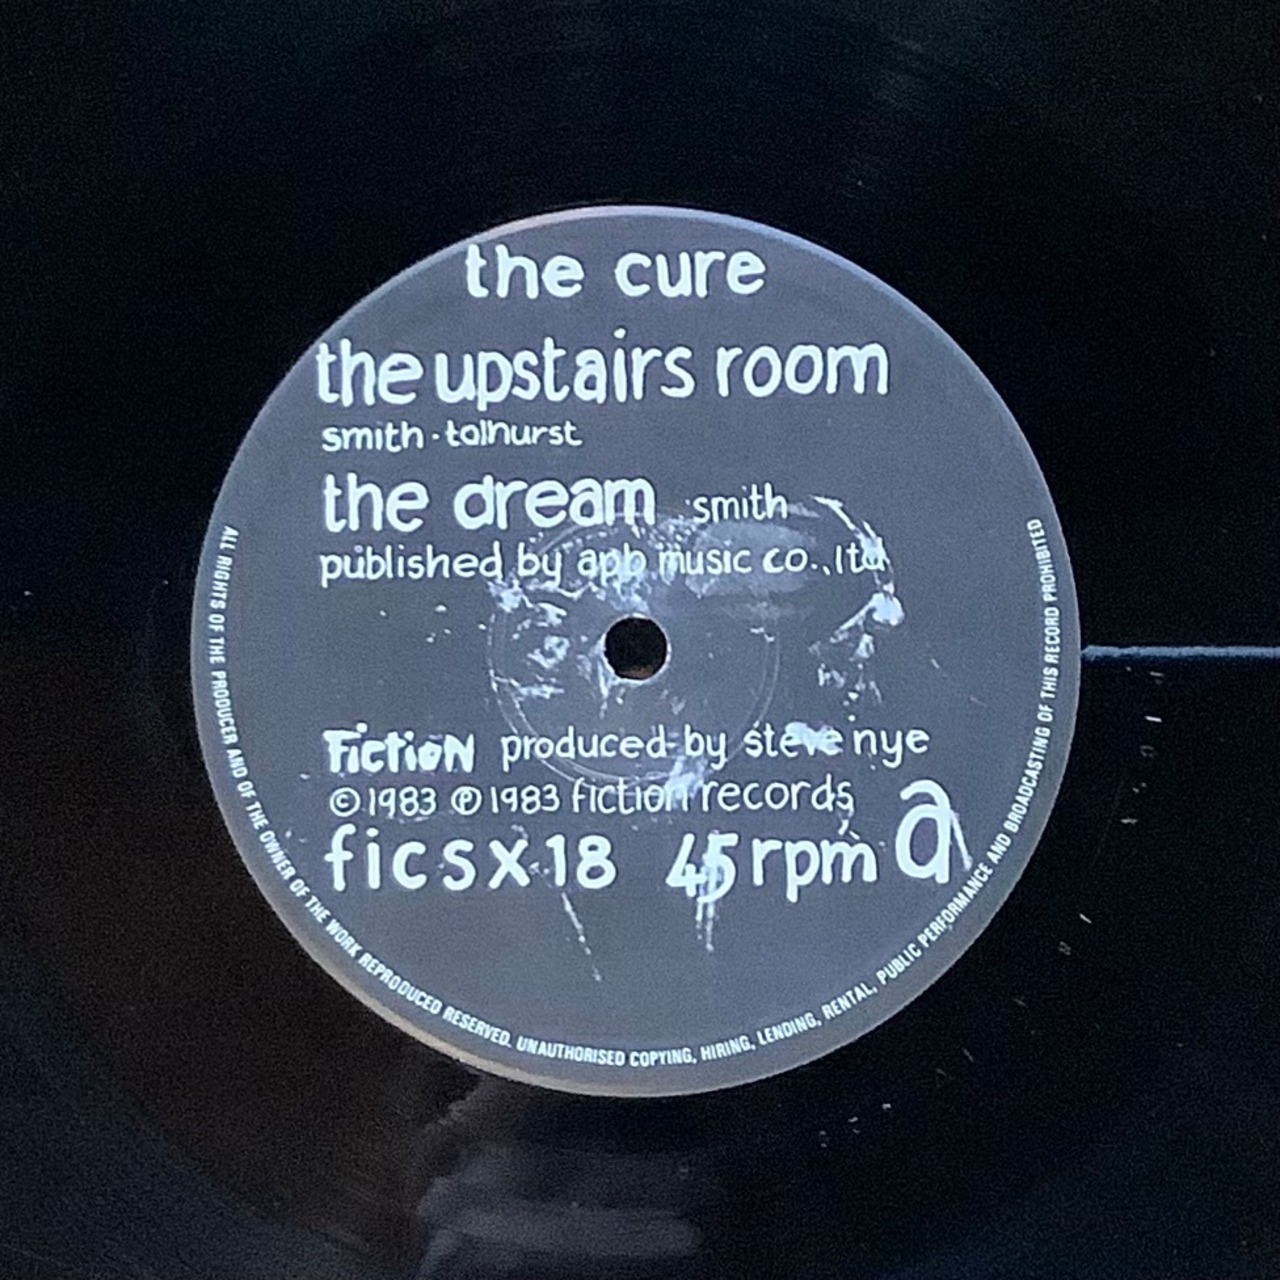 the cure
the upstairs room
smith · tolhurst
the dream smith
published by apb music co., ltd
Fiction produced by steve nye
© 1983 ℗ 1983 fiction records
ficsx18 45 rpm a
ALL RIGHTS OF THE PRODUCER AND OF THE OWNER OF THE WORK REPRODUCED RESERVED. UNAUTHORISED COPYING, HIRING, LENDING, RENTAL, PUBLIC PERFORMANCE AND BROADCASTING OF THIS RECORD PROHIBITED